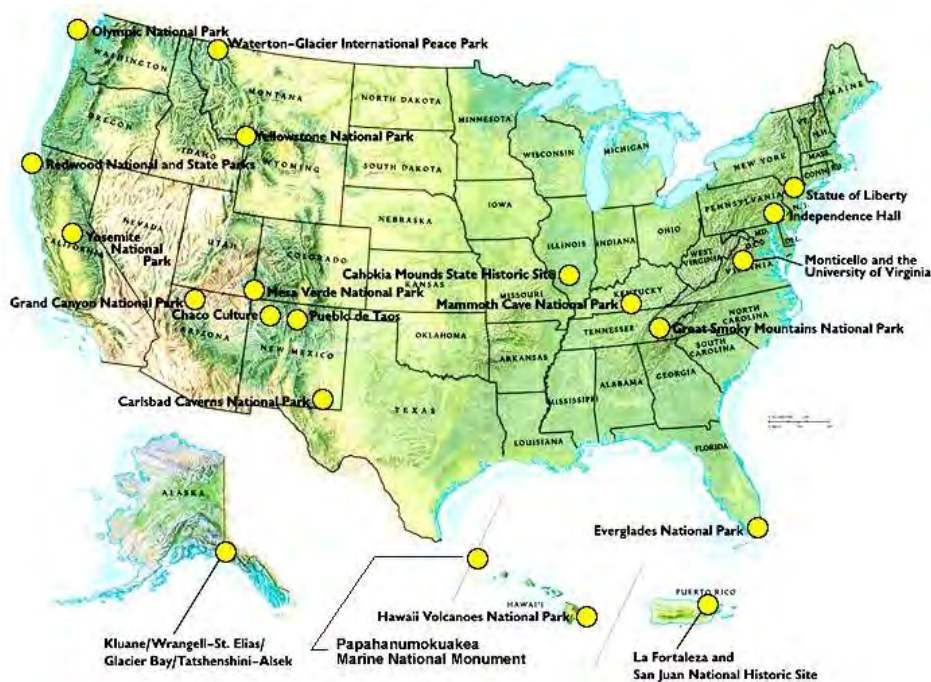 Olympic National Park
Waterton-Glacier International Peace Park
WASHINGTON
MONTANA
NORTH DAKOTA
MINNESOTA
MAINE
VT.
N.H.
OREGON
IDAHO
Yellowstone National Park
WYOMING
SOUTH DAKOTA
WISCONSIN
MICHIGAN
NEW YORK
MASS.
CONN.
R.I.
Redwood National and State Parks
NEBRASKA
IOWA
PENNSYLVANIA
Statue of Liberty
N.J.
Independence Hall
NEVADA
UTAH
COLORADO
ILLINOIS
INDIANA
OHIO
MD.
D.C.
DEL.
Yosemite
National
Park
CALIFORNIA
WEST
VIRGINIA
VIRGINIA
Monticello and the
University of Virginia
Cahokia Mounds State Historic Site
KANSAS
MISSOURI
KENTUCKY
Mesa Verde National Park
Grand Canyon National Park
Mammoth Cave National Park
Chaco Culture
Pueblo de Taos
ARIZONA
NEW MEXICO
OKLAHOMA
ARKANSAS
TENNESSEE
NORTH
CAROLINA
Great Smoky Mountains National Park
SOUTH
CAROLINA
GEORGIA
ALABAMA
MISSISSIPPI
Carlsbad Caverns National Park
TEXAS
LOUISIANA
FLORIDA
ALASKA
Everglades National Park
HAWAI'I
Hawaii Volcanoes National Park
PUERTO RICO
Kluane/Wrangell-St. Elias/
Glacier Bay/Tatshenshini-Alsek
Papahanumokuakea
Marine National Monument
La Fortaleza and
San Juan National Historic Site